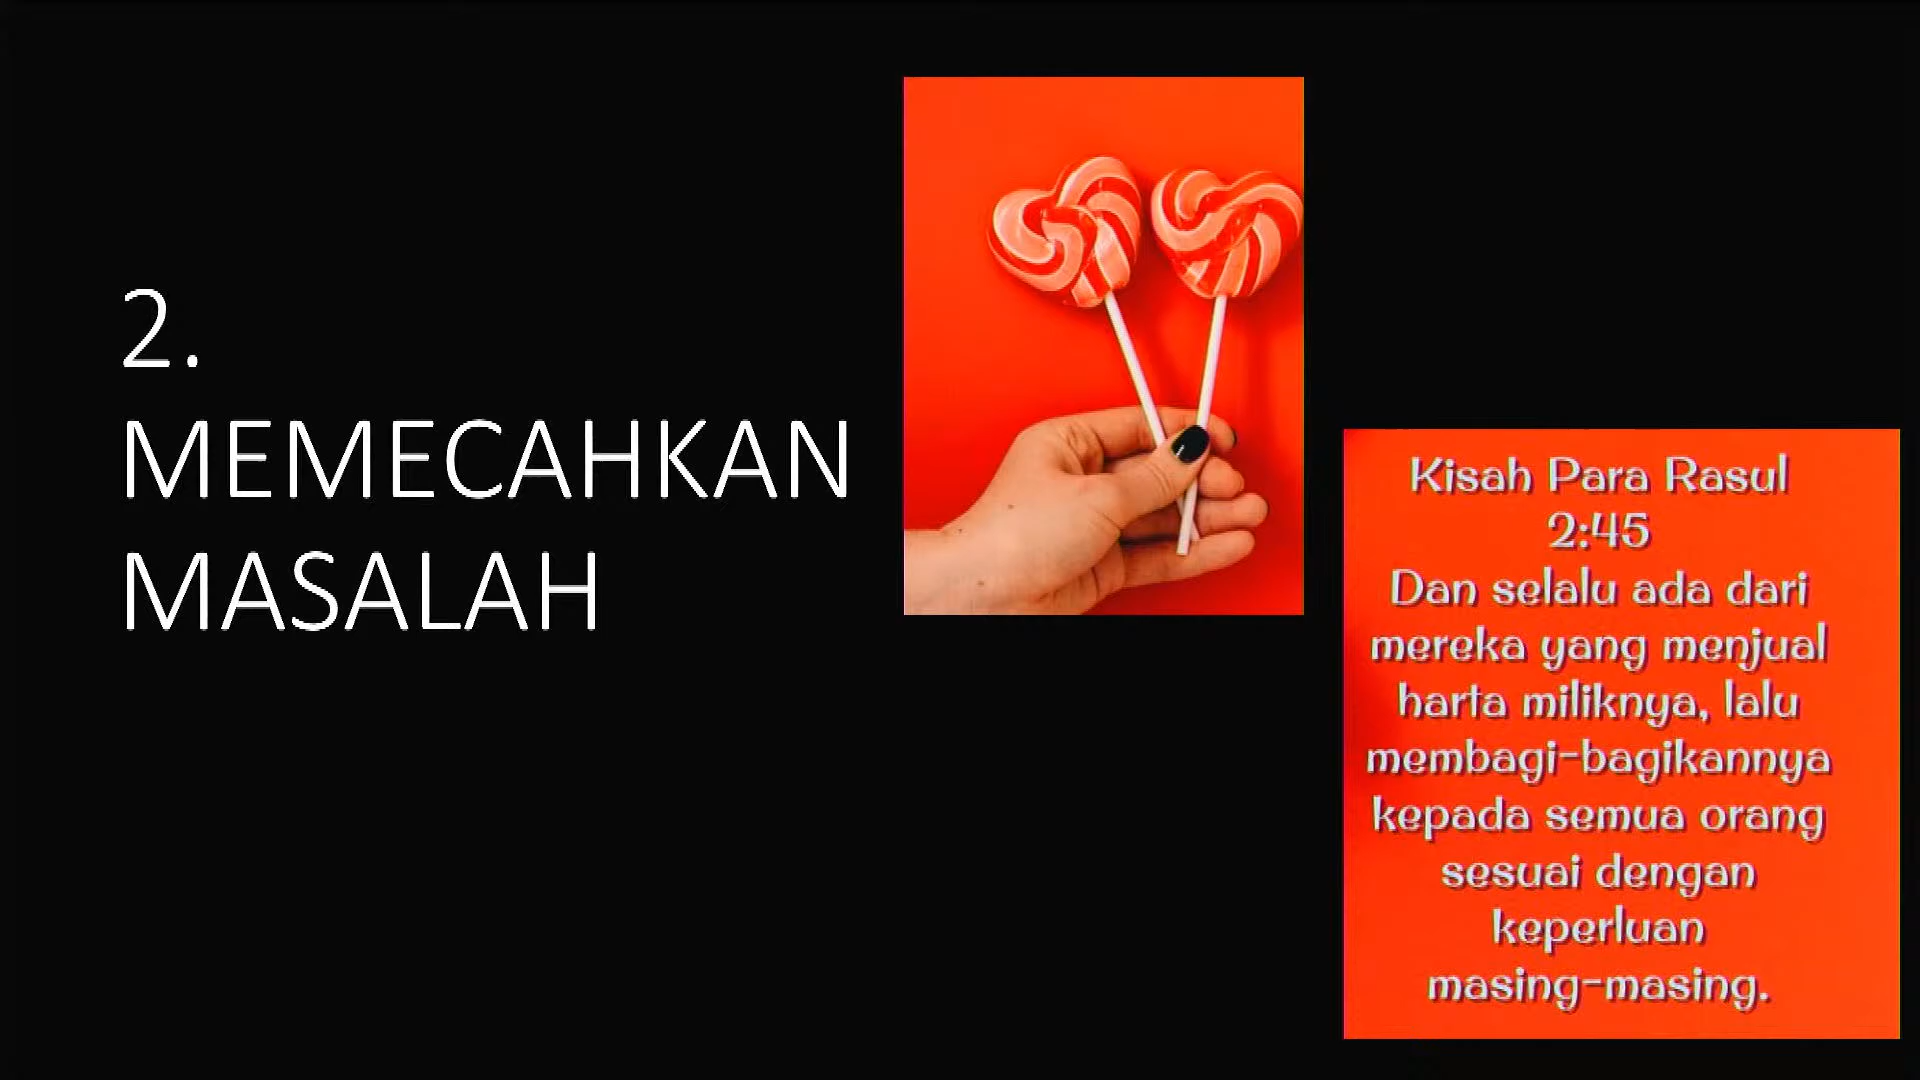 2.
MEMECAHKAN
MASALAH
Kisah Para Rasul
2:45
Dan selalu ada dari
mereka yang menjual
harta miliknya, lalu
membagi-bagikannya
kepada semua orang
sesuai dengan
keperluan
masing-masing.